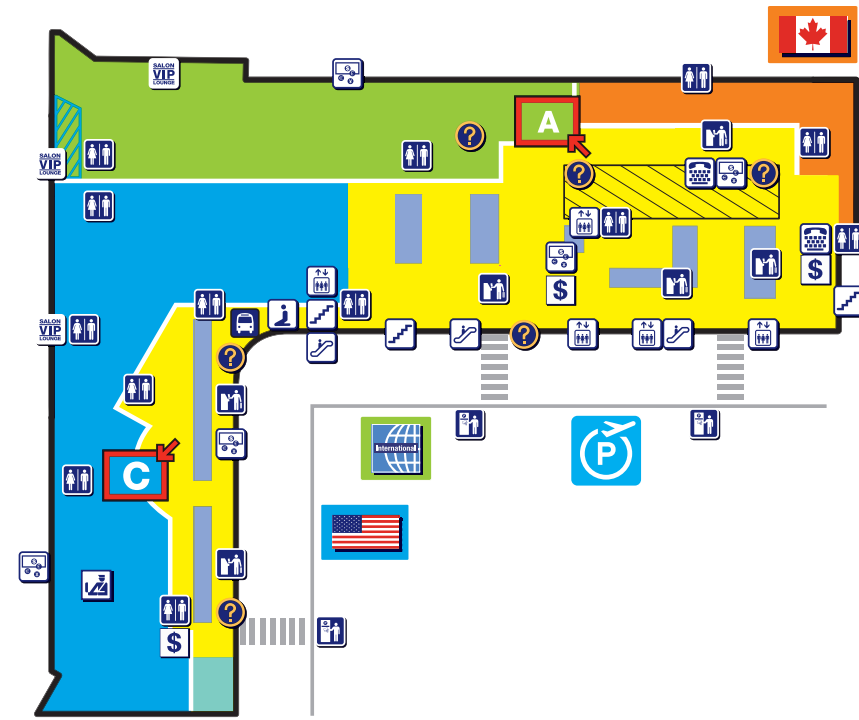 SALON
VIP
LOUNGE
A
?
SALON
VIP
LOUNGE
?
?
$
$
SALON
VIP
LOUNGE
?
?
International
P
C
?
$